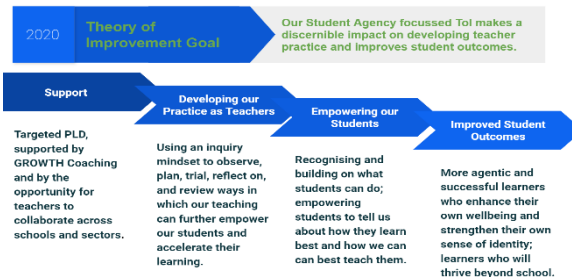 2020
Theory of
Improvement Goal
Our Student Agency focussed ToI makes a
discernible impact on developing teacher
practice and improves student outcomes.
Support
Targeted PLD,
supported by
GROWTH Coaching
and by the
opportunity for
teachers to
collaborate across
schools and sectors.
Developing our
Practice as Teachers
Using an inquiry
mindset to observe,
plan, trial, reflect on,
and review ways in
which our teaching
can further empower
our students and
accelerate their
learning.
Empowering our
Students
Recognising and
building on what
students can do;
empowering
students to tell us
about how they learn
best and how we can
can best teach them.
Improved Student
Outcomes
More agentic and
successful learners
who enhance their
own wellbeing and
strengthen their own
sense of identity;
learners who will
thrive beyond school.